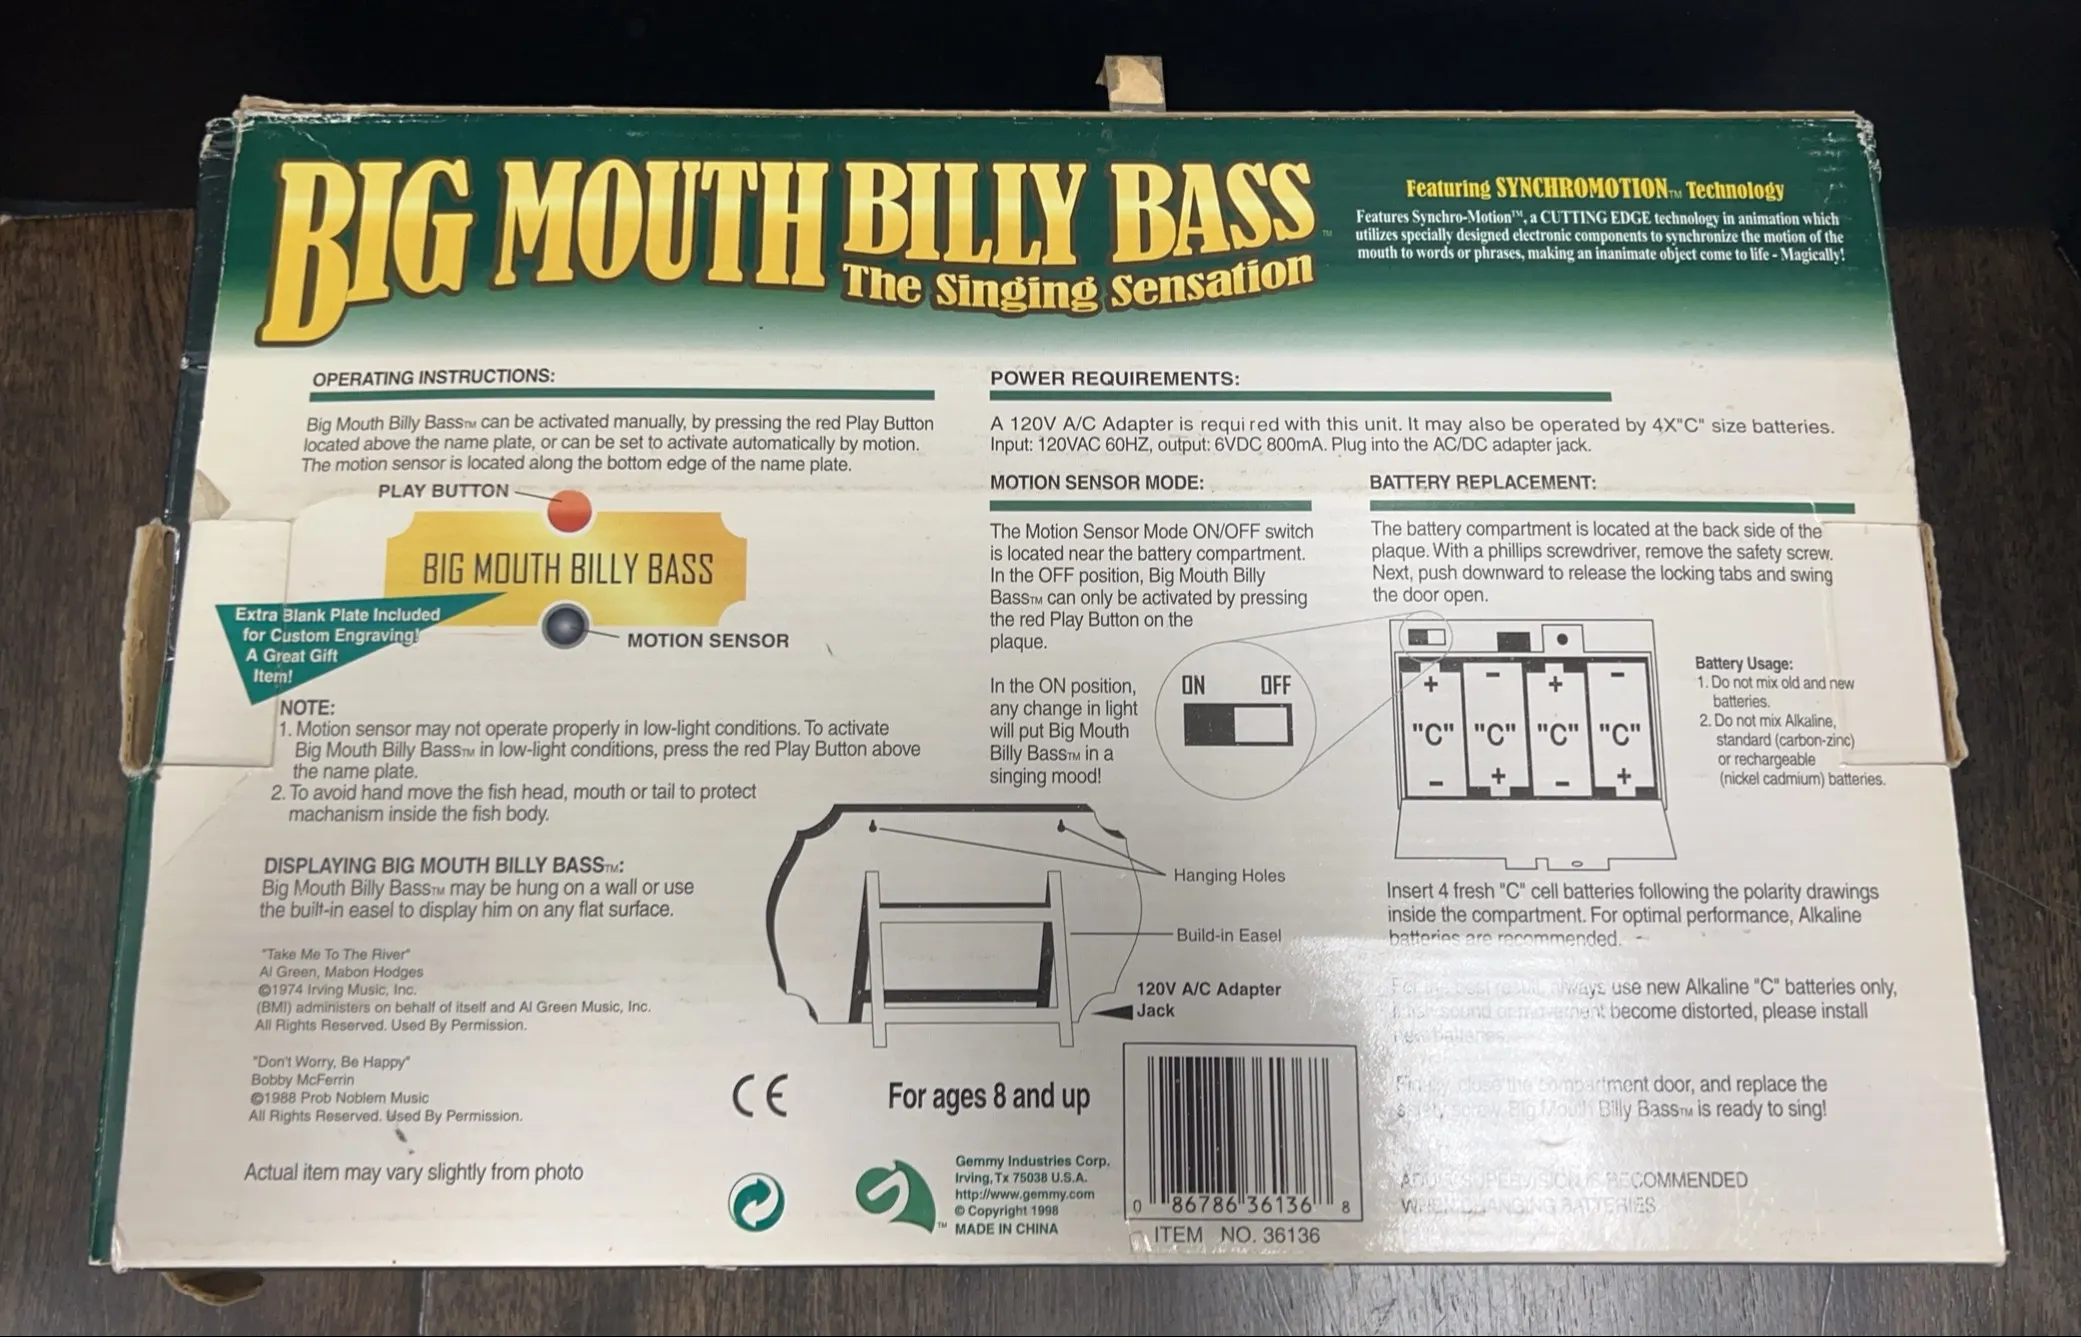 BIG MOUTH BILLY BASS™
The Singing Sensation
Featuring SYNCHROMOTION™ Technology
Features Synchro-Motion™, a CUTTING EDGE technology in animation which
utilizes specially designed electronic components to synchronize the motion of the
mouth to words or phrases, making an inanimate object come to life - Magically!
OPERATING INSTRUCTIONS:
Big Mouth Billy Bass™ can be activated manually, by pressing the red Play Button
located above the name plate, or can be set to activate automatically by motion.
The motion sensor is located along the bottom edge of the name plate.
PLAY BUTTON
BIG MOUTH BILLY BASS
MOTION SENSOR
Extra Blank Plate Included
for Custom Engraving!
A Great Gift
Item!
NOTE:
1. Motion sensor may not operate properly in low-light conditions. To activate
Big Mouth Billy Bass™ in low-light conditions, press the red Play Button above
the name plate.
2. To avoid hand move the fish head, mouth or tail to protect
machanism inside the fish body.
DISPLAYING BIG MOUTH BILLY BASS™:
Big Mouth Billy Bass™ may be hung on a wall or use
the built-in easel to display him on any flat surface.
"Take Me To The River"
Al Green, Mabon Hodges
©1974 Irving Music, Inc.
(BMI) administers on behalf of itself and Al Green Music, Inc.
All Rights Reserved. Used By Permission.
"Don't Worry, Be Happy"
Bobby McFerrin
©1988 Prob Noblem Music
All Rights Reserved. Used By Permission.
Actual item may vary slightly from photo
POWER REQUIREMENTS:
A 120V A/C Adapter is requi red with this unit. It may also be operated by 4X"C" size batteries.
Input: 120VAC 60HZ, output: 6VDC 800mA. Plug into the AC/DC adapter jack.
MOTION SENSOR MODE:
The Motion Sensor Mode ON/OFF switch
is located near the battery compartment.
In the OFF position, Big Mouth Billy
Bass™ can only be activated by pressing
the red Play Button on the
plaque.
In the ON position,
any change in light
will put Big Mouth
Billy Bass™ in a
singing mood!
ON OFF
Hanging Holes
Build-in Easel
120V A/C Adapter
Jack
BATTERY REPLACEMENT:
The battery compartment is located at the back side of the
plaque. With a phillips screwdriver, remove the safety screw.
Next, push downward to release the locking tabs and swing
the door open.
+ - + -
"C" "C" "C" "C"
- + - +
Battery Usage:
1. Do not mix old and new
batteries.
2. Do not mix Alkaline,
standard (carbon-zinc)
or rechargeable
(nickel cadmium) batteries.
Insert 4 fresh "C" cell batteries following the polarity drawings
inside the compartment. For optimal performance, Alkaline
batteries are recommended.
For the best result, always use new Alkaline "C" batteries only,
sound or movement become distorted, please install
new batteries.
Finally, close the compartment door, and replace the
safety screw. Big Mouth Billy Bass™ is ready to sing!
ADULT SUPERVISION IS RECOMMENDED
WHEN CHANGING BATTERIES
CE
For ages 8 and up
Gemmy Industries Corp.
Irving, Tx 75038 U.S.A.
http://www.gemmy.com
© Copyright 1998
MADE IN CHINA
™
0 86786 36136 8
ITEM NO. 36136